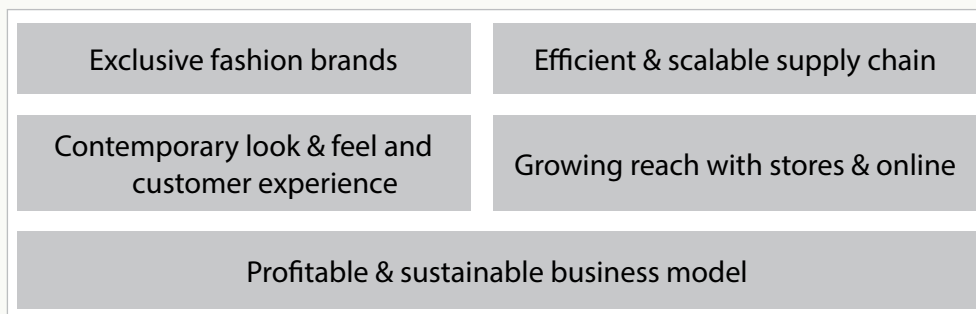 Exclusive fashion brands
Efficient & scalable supply chain
Contemporary look & feel and
customer experience
Growing reach with stores & online
Profitable & sustainable business model